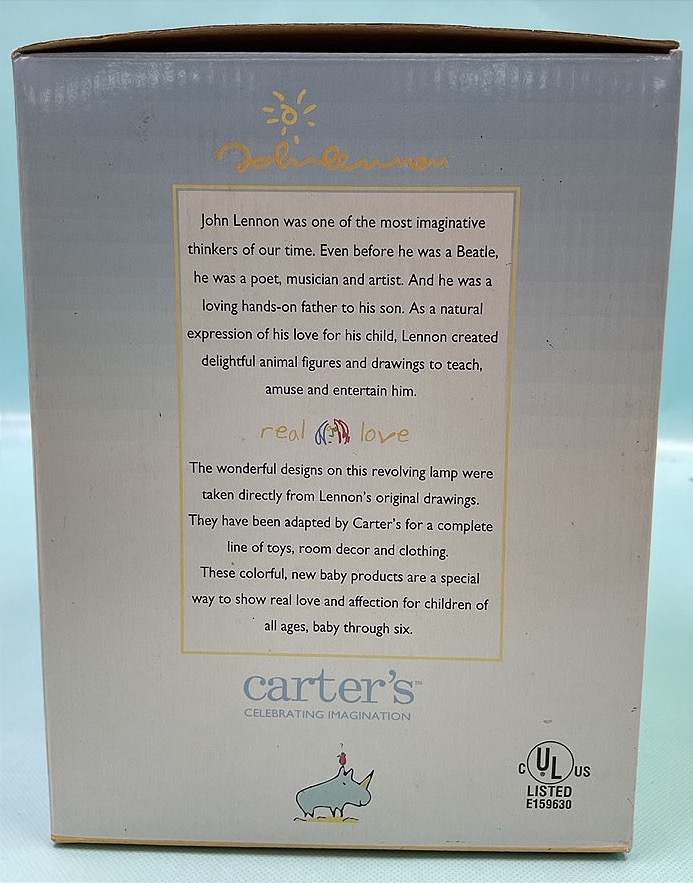 John Lennon
John Lennon was one of the most imaginative
thinkers of our time. Even before he was a Beatle,
he was a poet, musician and artist. And he was a
loving hands-on father to his son. As a natural
expression of his love for his child, Lennon created
delightful animal figures and drawings to teach,
amuse and entertain him.
real love
The wonderful designs on this revolving lamp were
taken directly from Lennon's original drawings.
They have been adapted by Carter's for a complete
line of toys, room decor and clothing.
These colorful, new baby products are a special
way to show real love and affection for children of
all ages, baby through six.
carter's™
CELEBRATING IMAGINATION
?
C UL US
LISTED
E159630